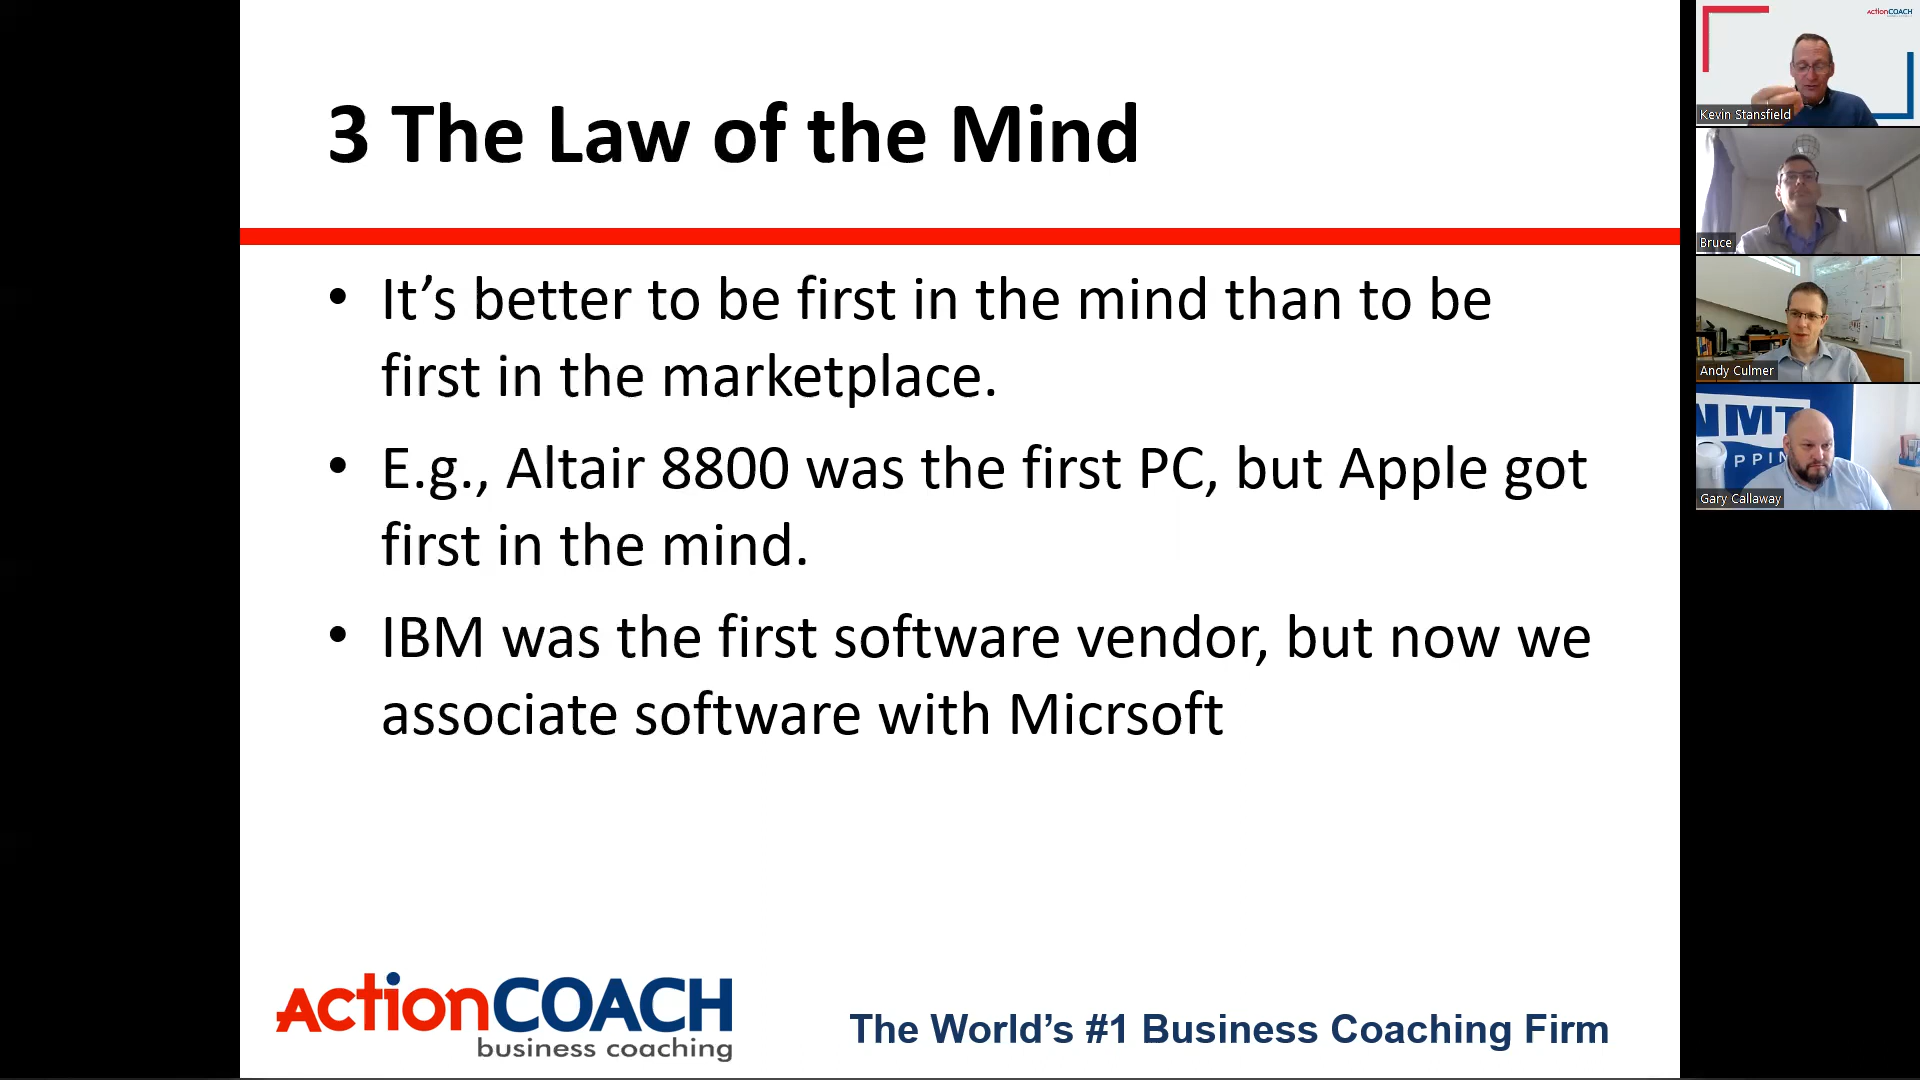 3 The Law of the Mind
• It’s better to be first in the mind than to be
first in the marketplace.
• E.g., Altair 8800 was the first PC, but Apple got
first in the mind.
• IBM was the first software vendor, but now we
associate software with Micrsoft
ActionCOACH
business coaching
The World’s #1 Business Coaching Firm
ActionCOACH
Kevin Stansfield
Bruce
Andy Culmer
NMT
PPIN
Gary Callaway